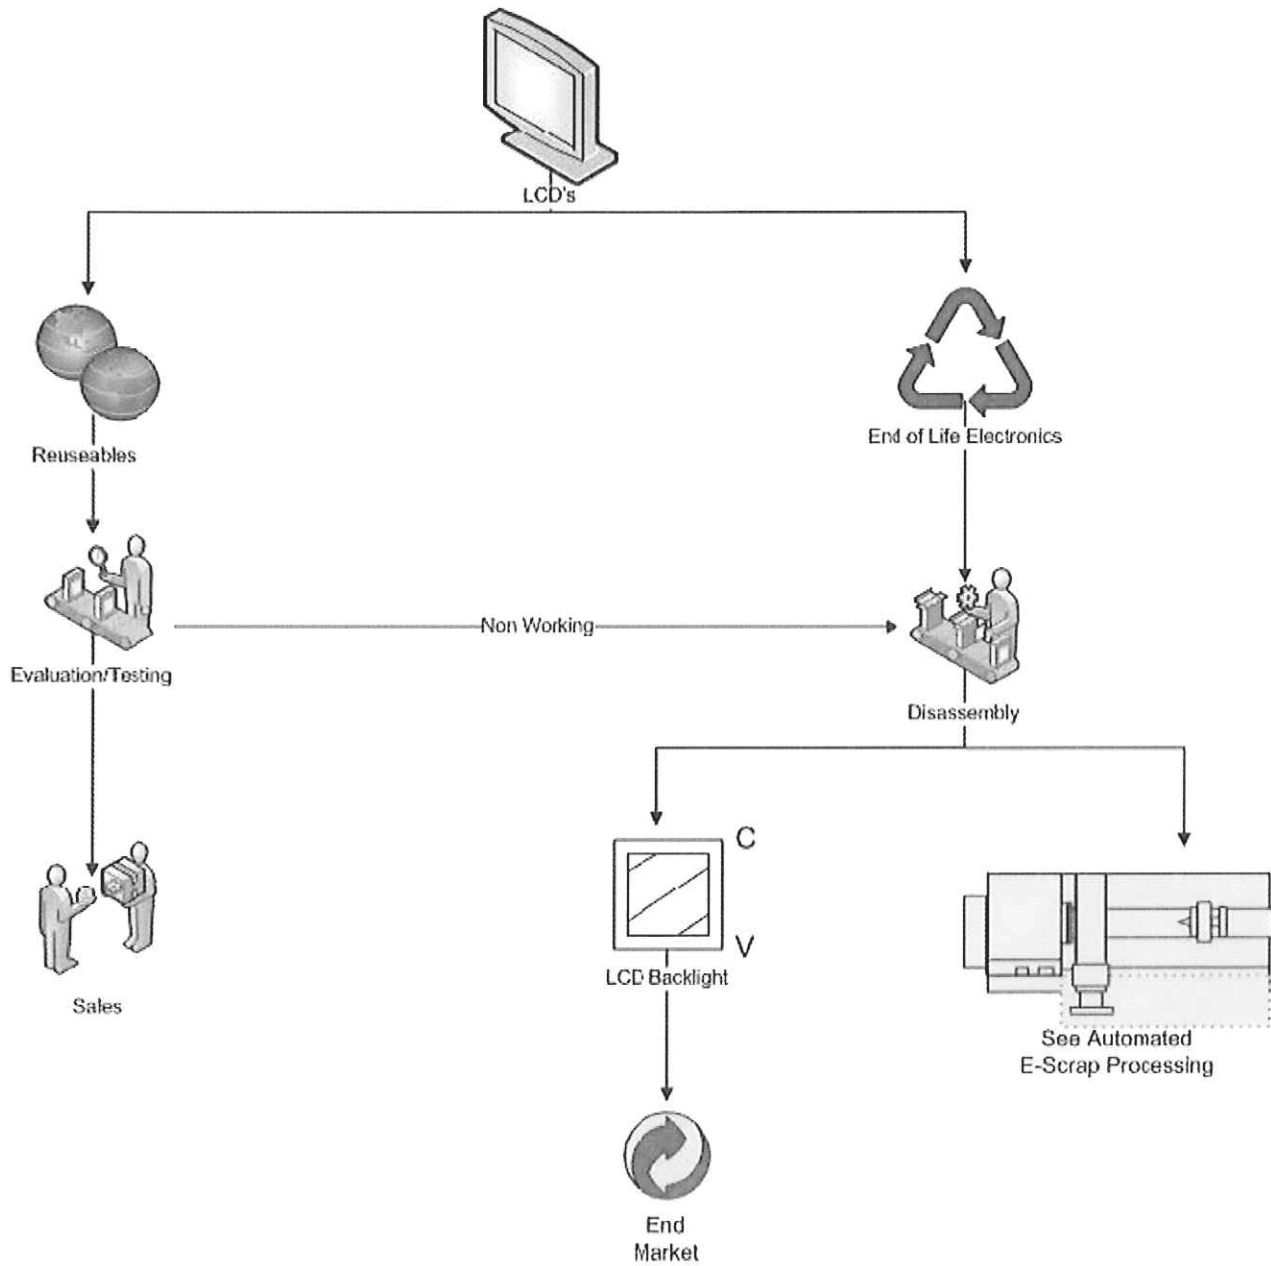 LCD's
Reuseables
End of Life Electronics
Evaluation/Testing
Non Working
Disassembly
C
V
LCD Backlight
Sales
See Automated
E-Scrap Processing
End
Market